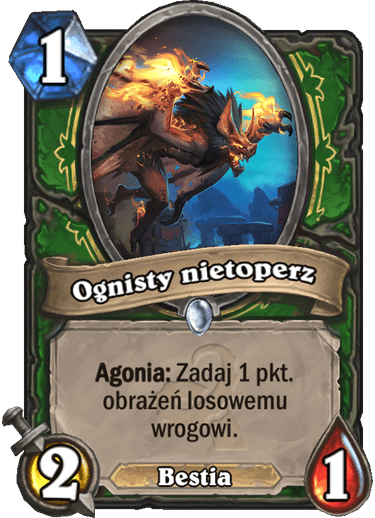 1
Ognisty nietoperz
Agonia: Zadaj 1 pkt.
obrażeń losowemu
wrogowi.
2
Bestia
1